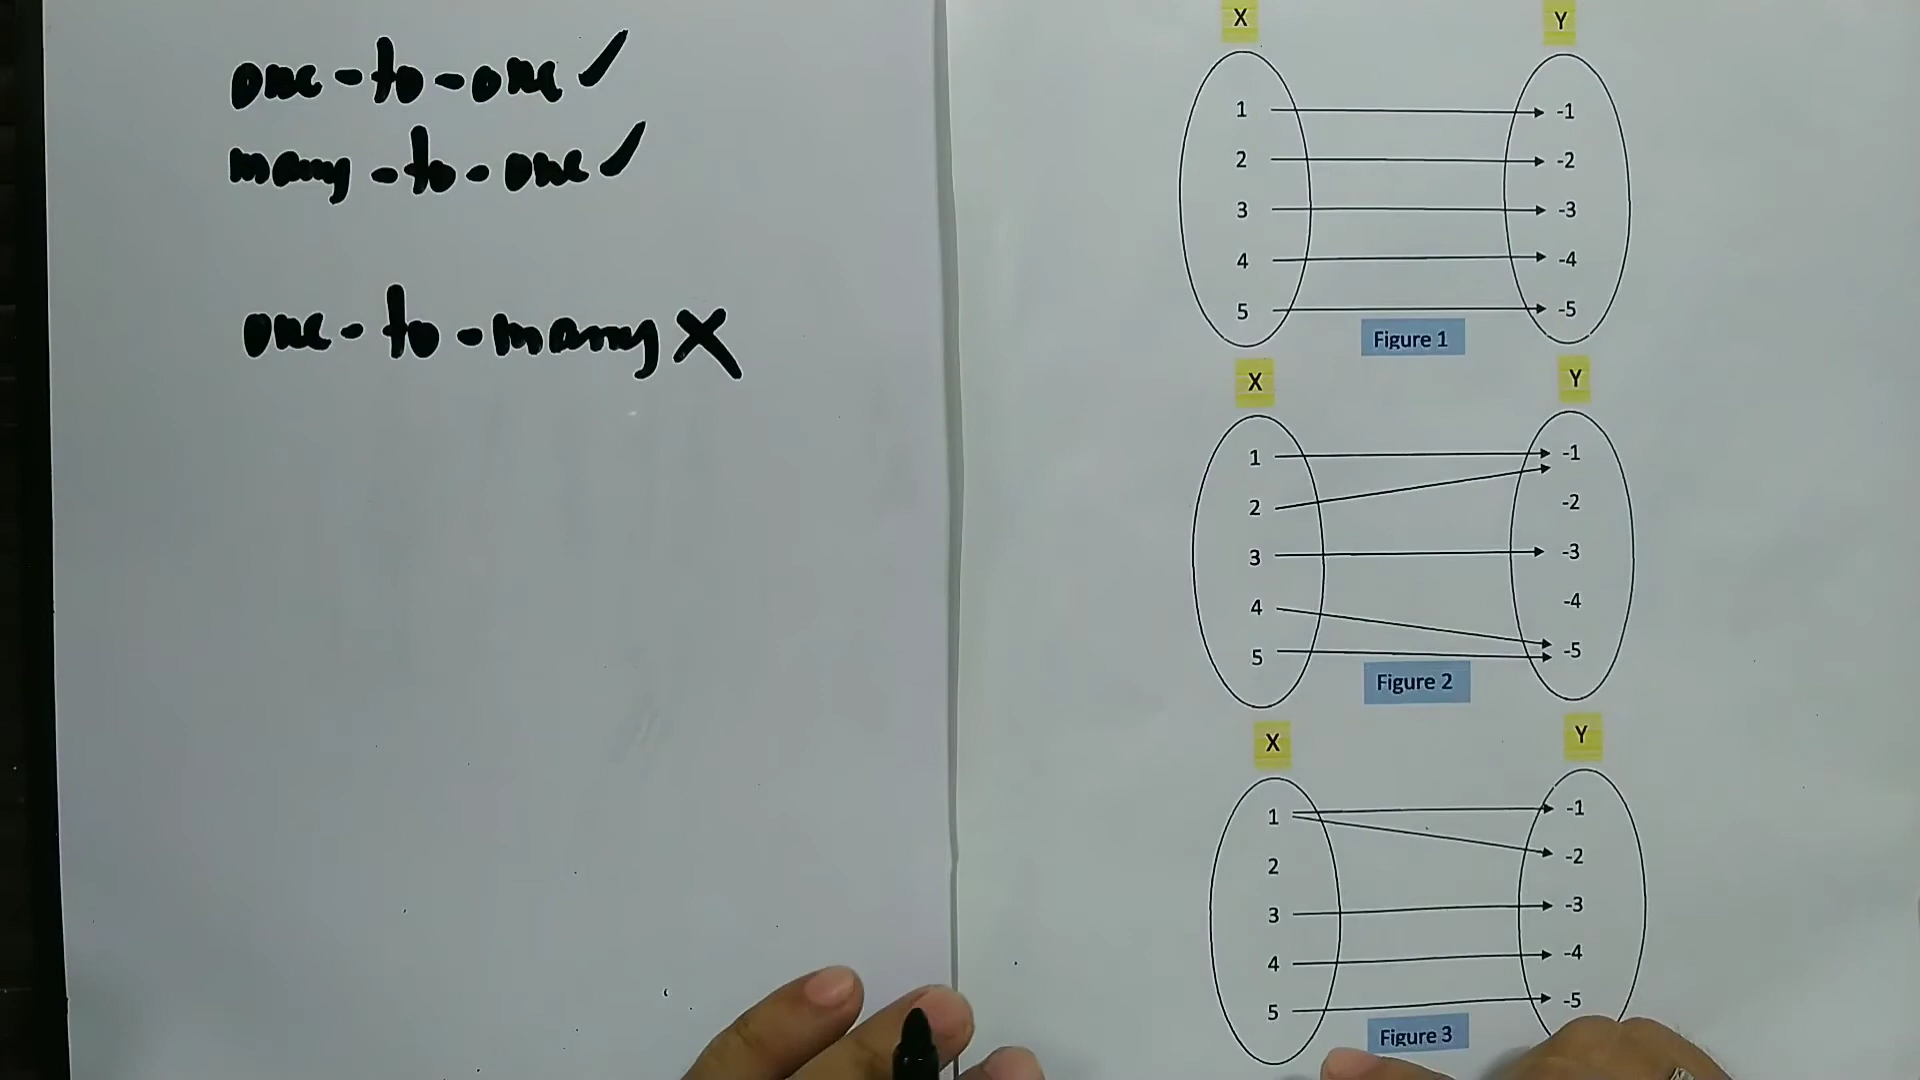 one-to-one ✓
many-to-one ✓
one-to-many X
X Y
1 -1
2 -2
3 -3
4 -4
5 -5
Figure 1
X Y
1 -1
2 -2
3 -3
4 -4
5 -5
Figure 2
X Y
1 -1
2 -2
3 -3
4 -4
5 -5
Figure 3